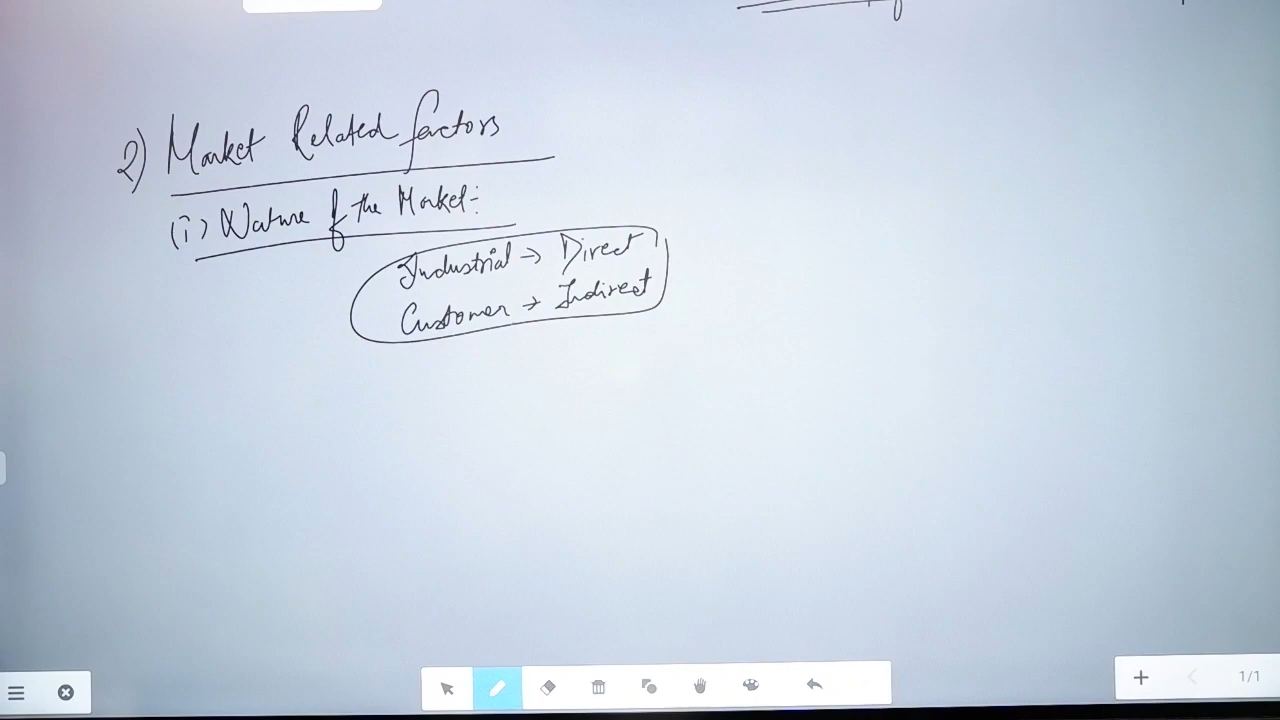 2) Market Related factors
(i) Nature of the Market:-
Industrial → Direct
Customer → Indirect
1/1